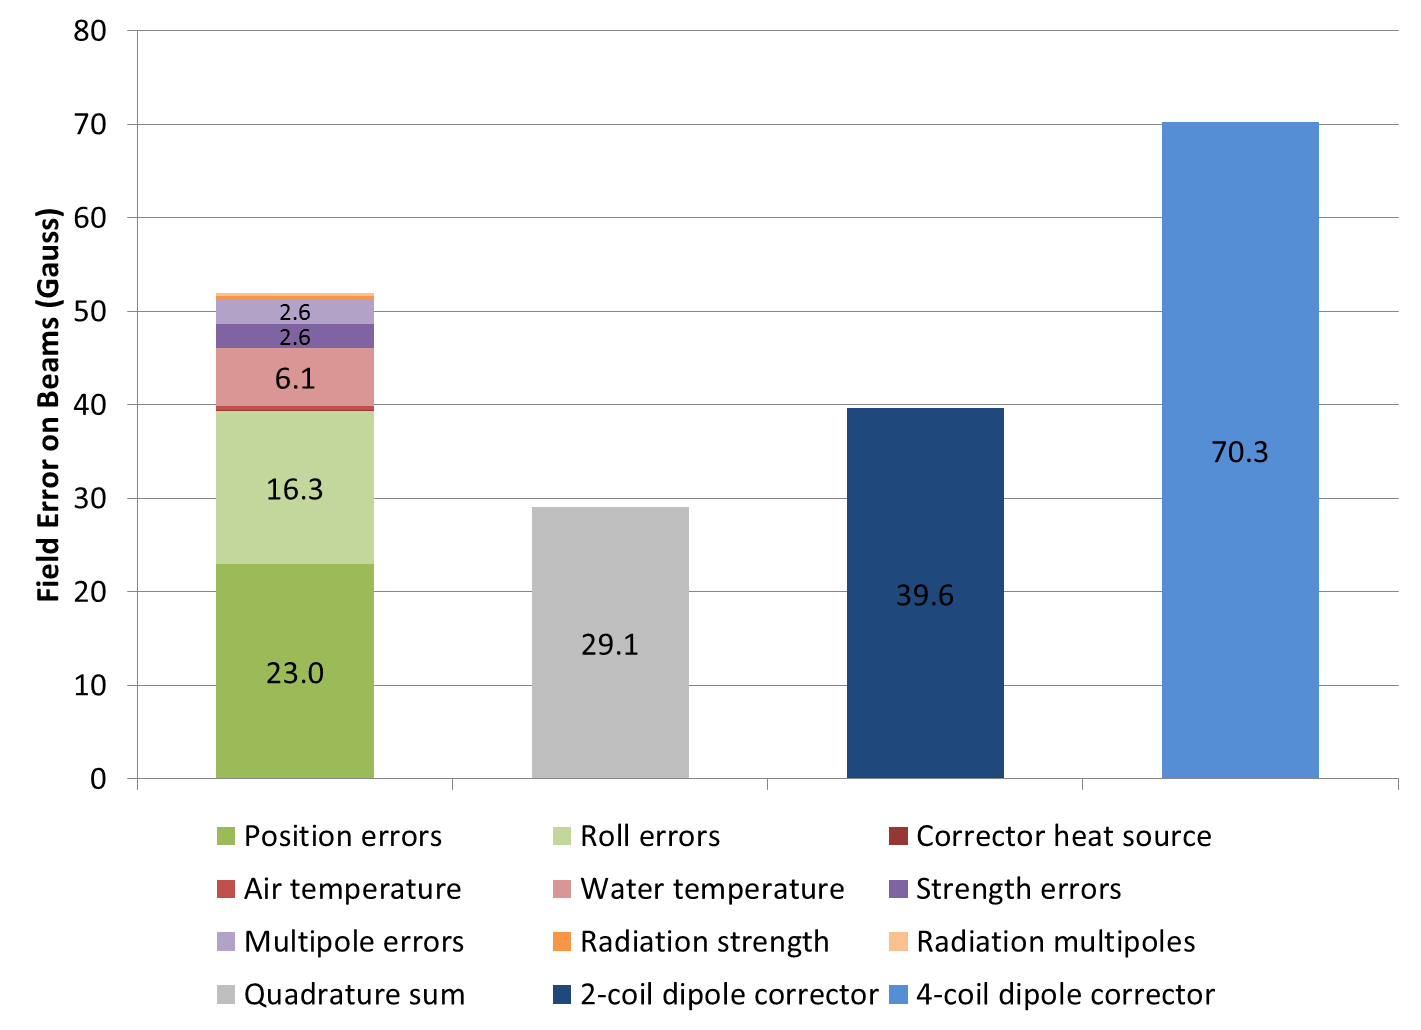 80
70
60
50
40
30
20
10
0
Field Error on Beams (Gauss)
2.6
2.6
6.1
16.3
23.0
29.1
39.6
70.3
Position errors
Roll errors
Corrector heat source
Air temperature
Water temperature
Strength errors
Multipole errors
Radiation strength
Radiation multipoles
Quadrature sum
2-coil dipole corrector
4-coil dipole corrector